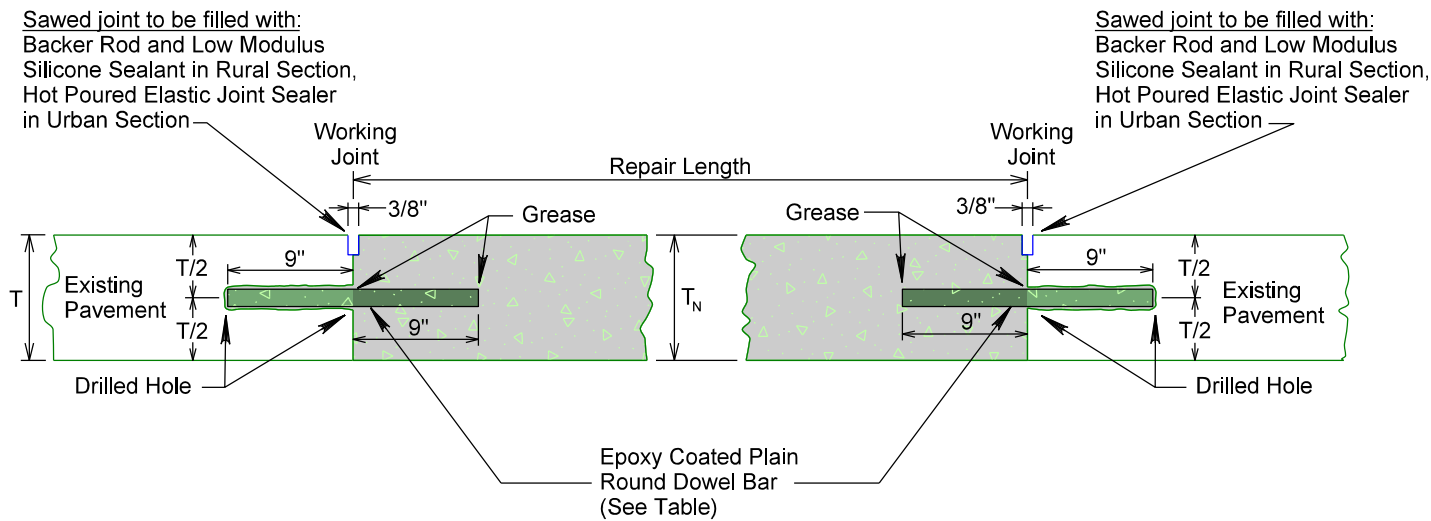 Sawed joint to be filled with:
Backer Rod and Low Modulus
Silicone Sealant in Rural Section,
Hot Poured Elastic Joint Sealer
in Urban Section
Sawed joint to be filled with:
Backer Rod and Low Modulus
Silicone Sealant in Rural Section,
Hot Poured Elastic Joint Sealer
in Urban Section
Working
Joint
Repair Length
Working
Joint
3/8"
Grease
Grease
3/8"
T
Existing
Pavement
T/2
T/2
9"
9"
T_N
9"
9"
T/2
T/2
Existing
Pavement
Drilled Hole
Drilled Hole
Epoxy Coated Plain
Round Dowel Bar
(See Table)